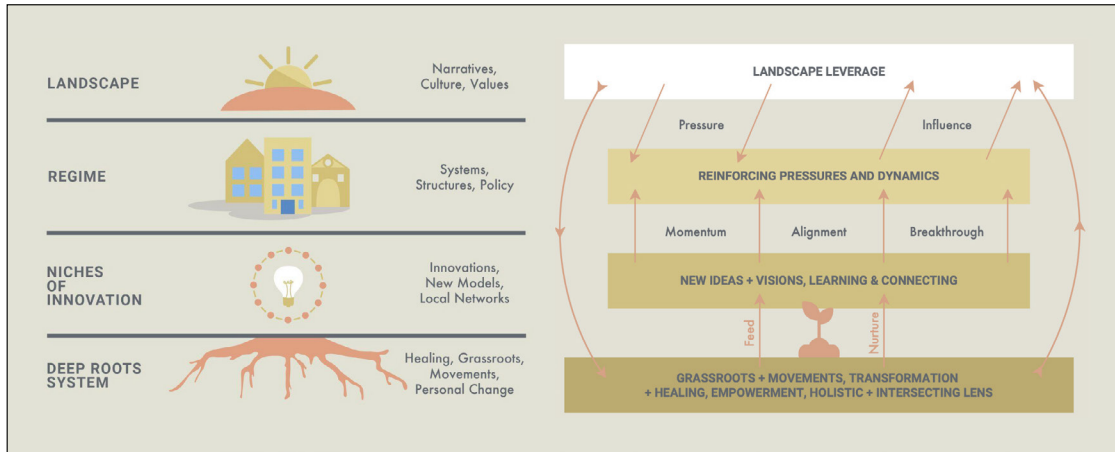 LANDSCAPE
Narratives,
Culture, Values
REGIME
Systems,
Structures, Policy
NICHES
OF
INNOVATION
Innovations,
New Models,
Local Networks
DEEP ROOTS
SYSTEM
Healing, Grassroots,
Movements,
Personal Change
LANDSCAPE LEVERAGE
Pressure
Influence
REINFORCING PRESSURES AND DYNAMICS
Momentum
Alignment
Breakthrough
NEW IDEAS + VISIONS, LEARNING & CONNECTING
Feed
Nurture
GRASSROOTS + MOVEMENTS, TRANSFORMATION
+ HEALING, EMPOWERMENT, HOLISTIC + INTERSECTING LENS